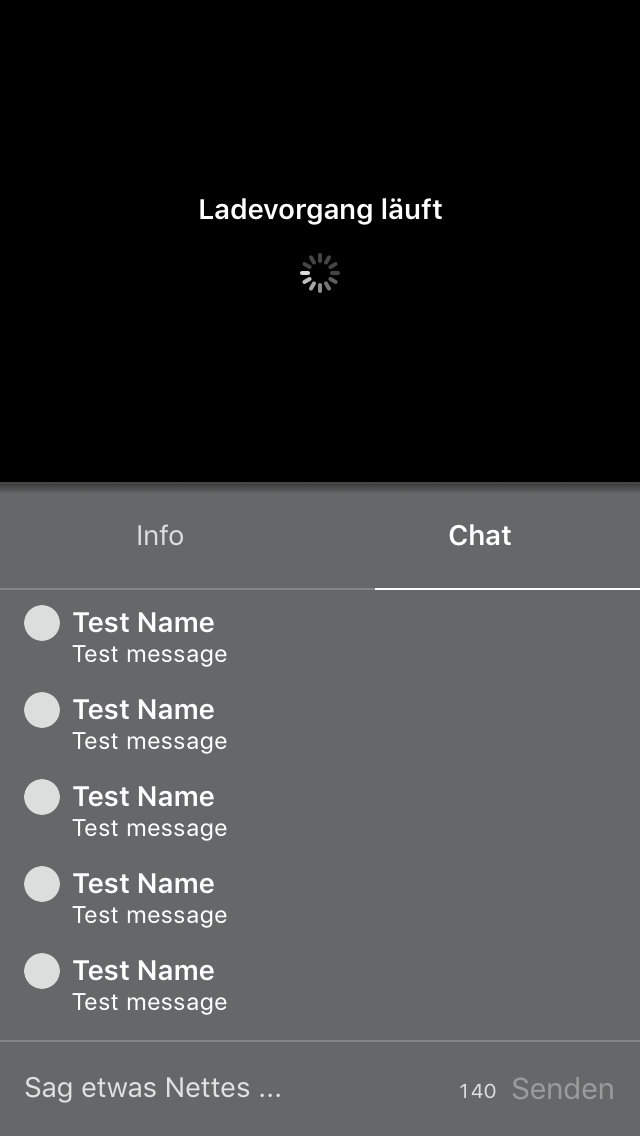 Ladevorgang läuft
Info
Chat
Test Name
Test message
Test Name
Test message
Test Name
Test message
Test Name
Test message
Test Name
Test message
Sag etwas Nettes ...
140 Senden